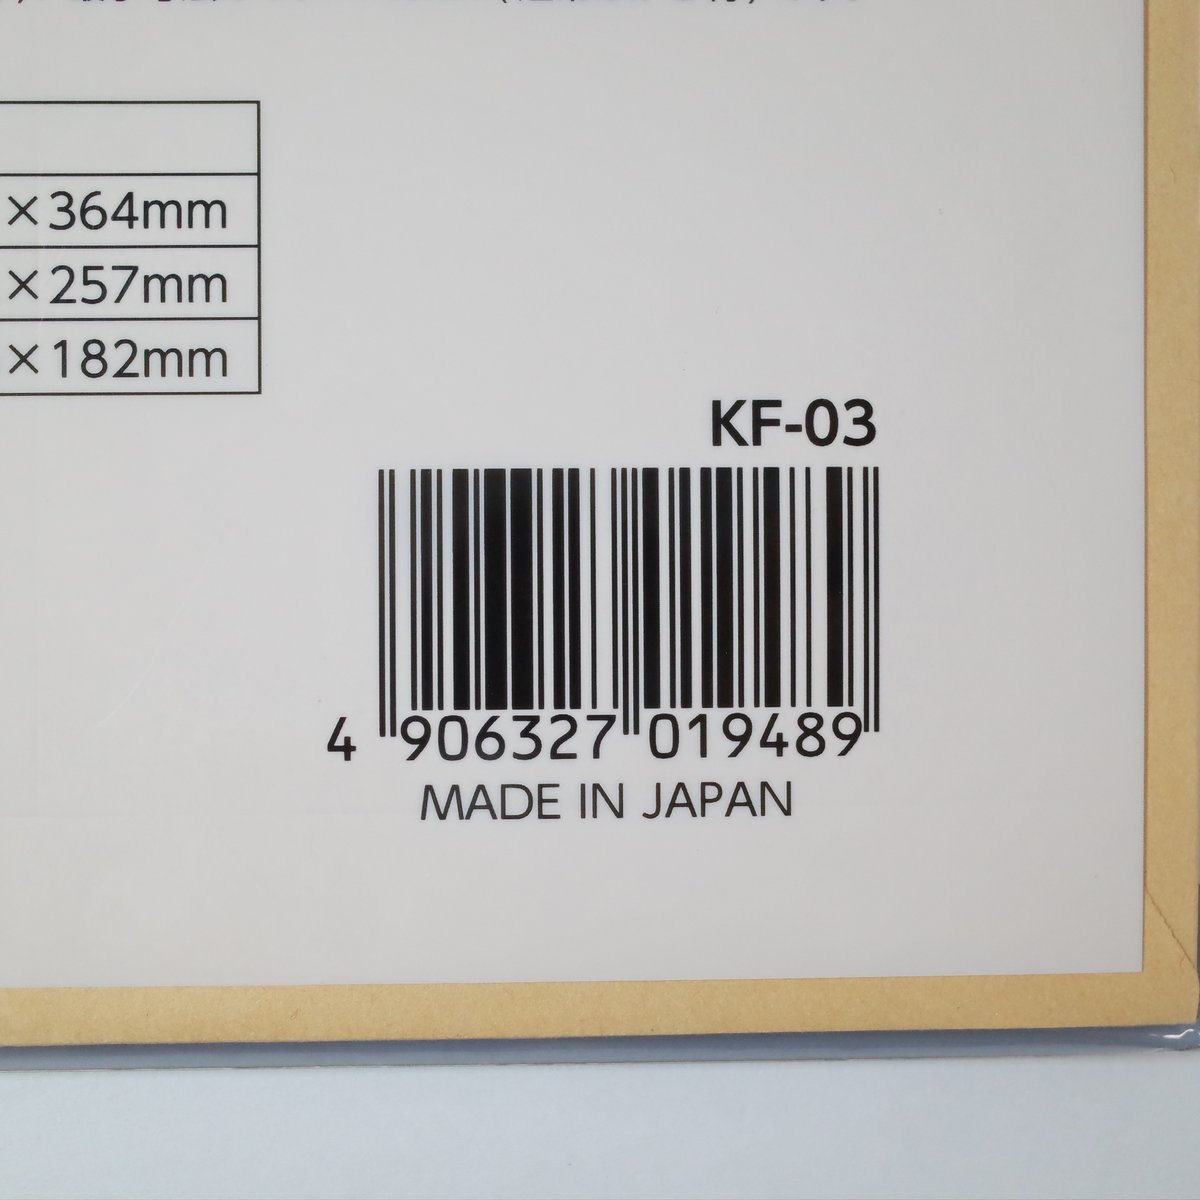 ×364mm
×257mm
×182mm
KF-03
4 906327 019489
MADE IN JAPAN